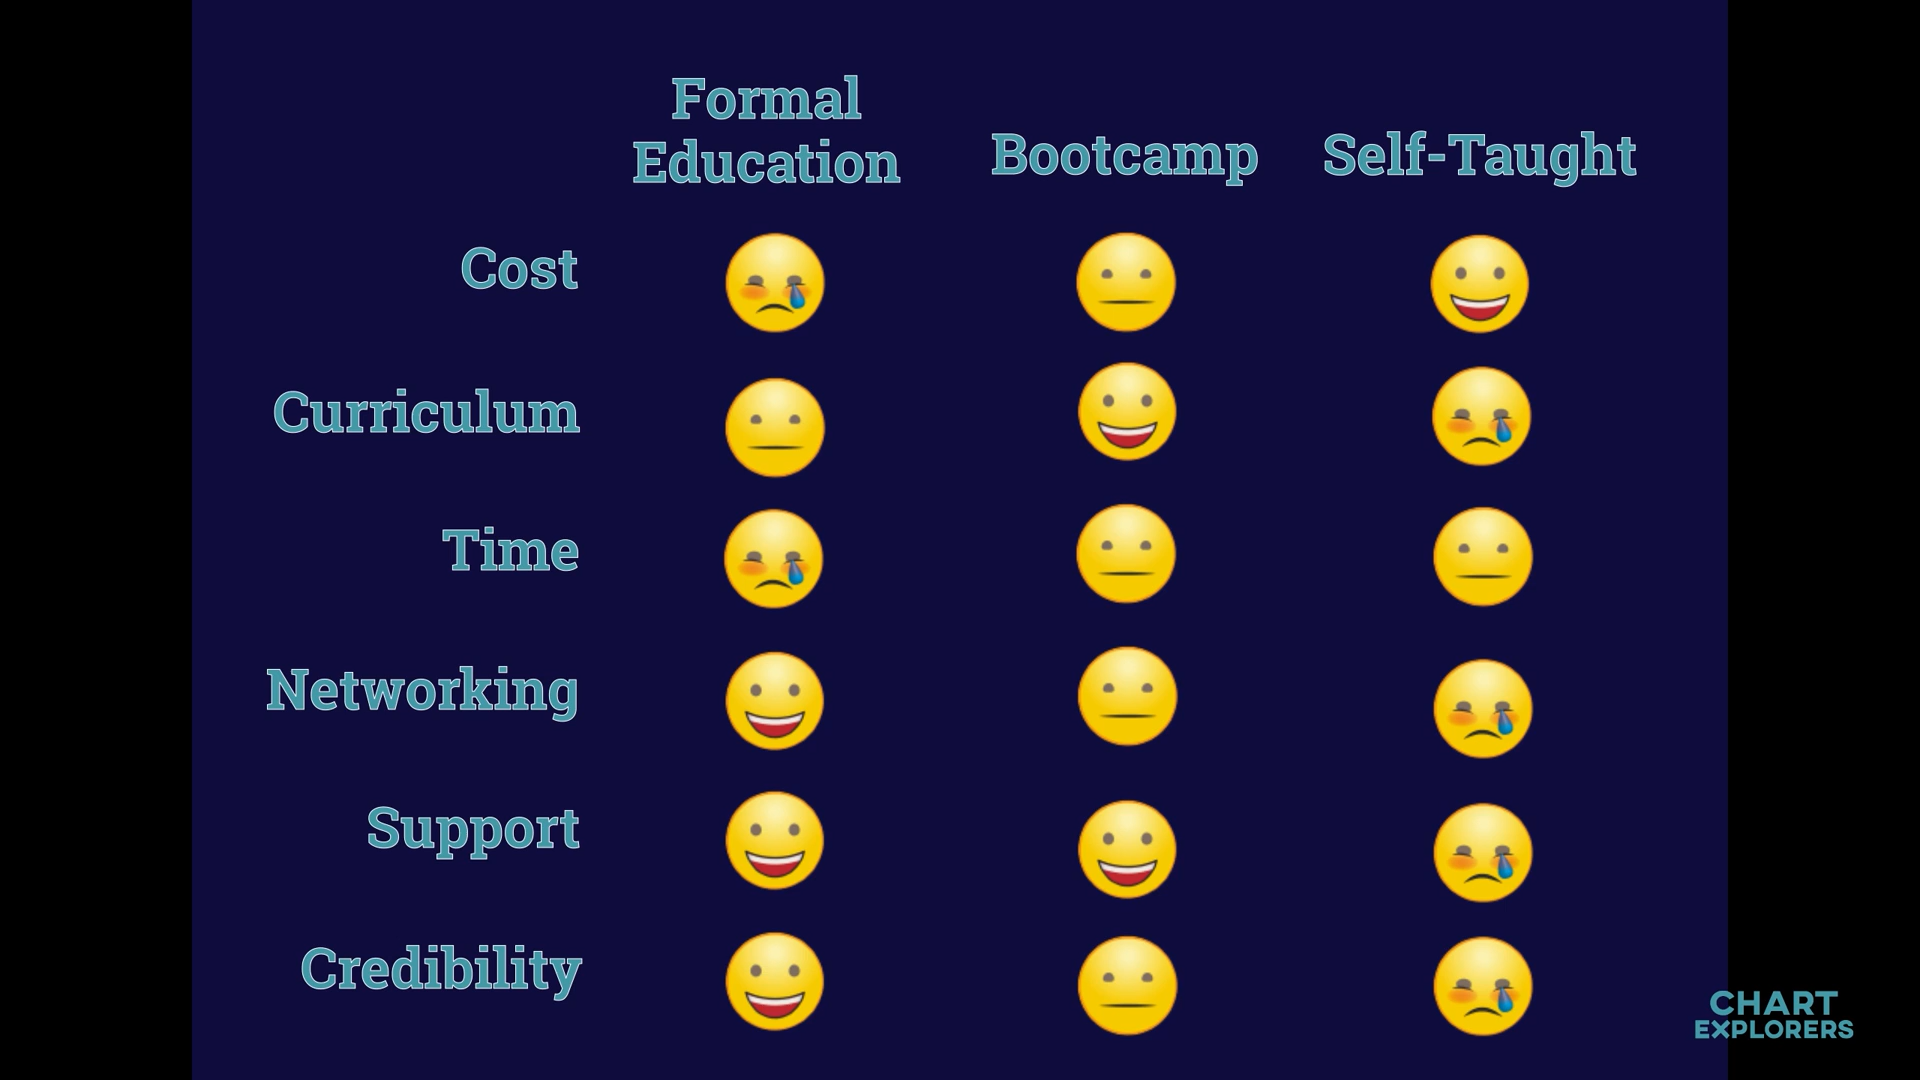 Formal
Education
Bootcamp
Self-Taught
Cost
Curriculum
Time
Networking
Support
Credibility
CHART
EXPLORERS